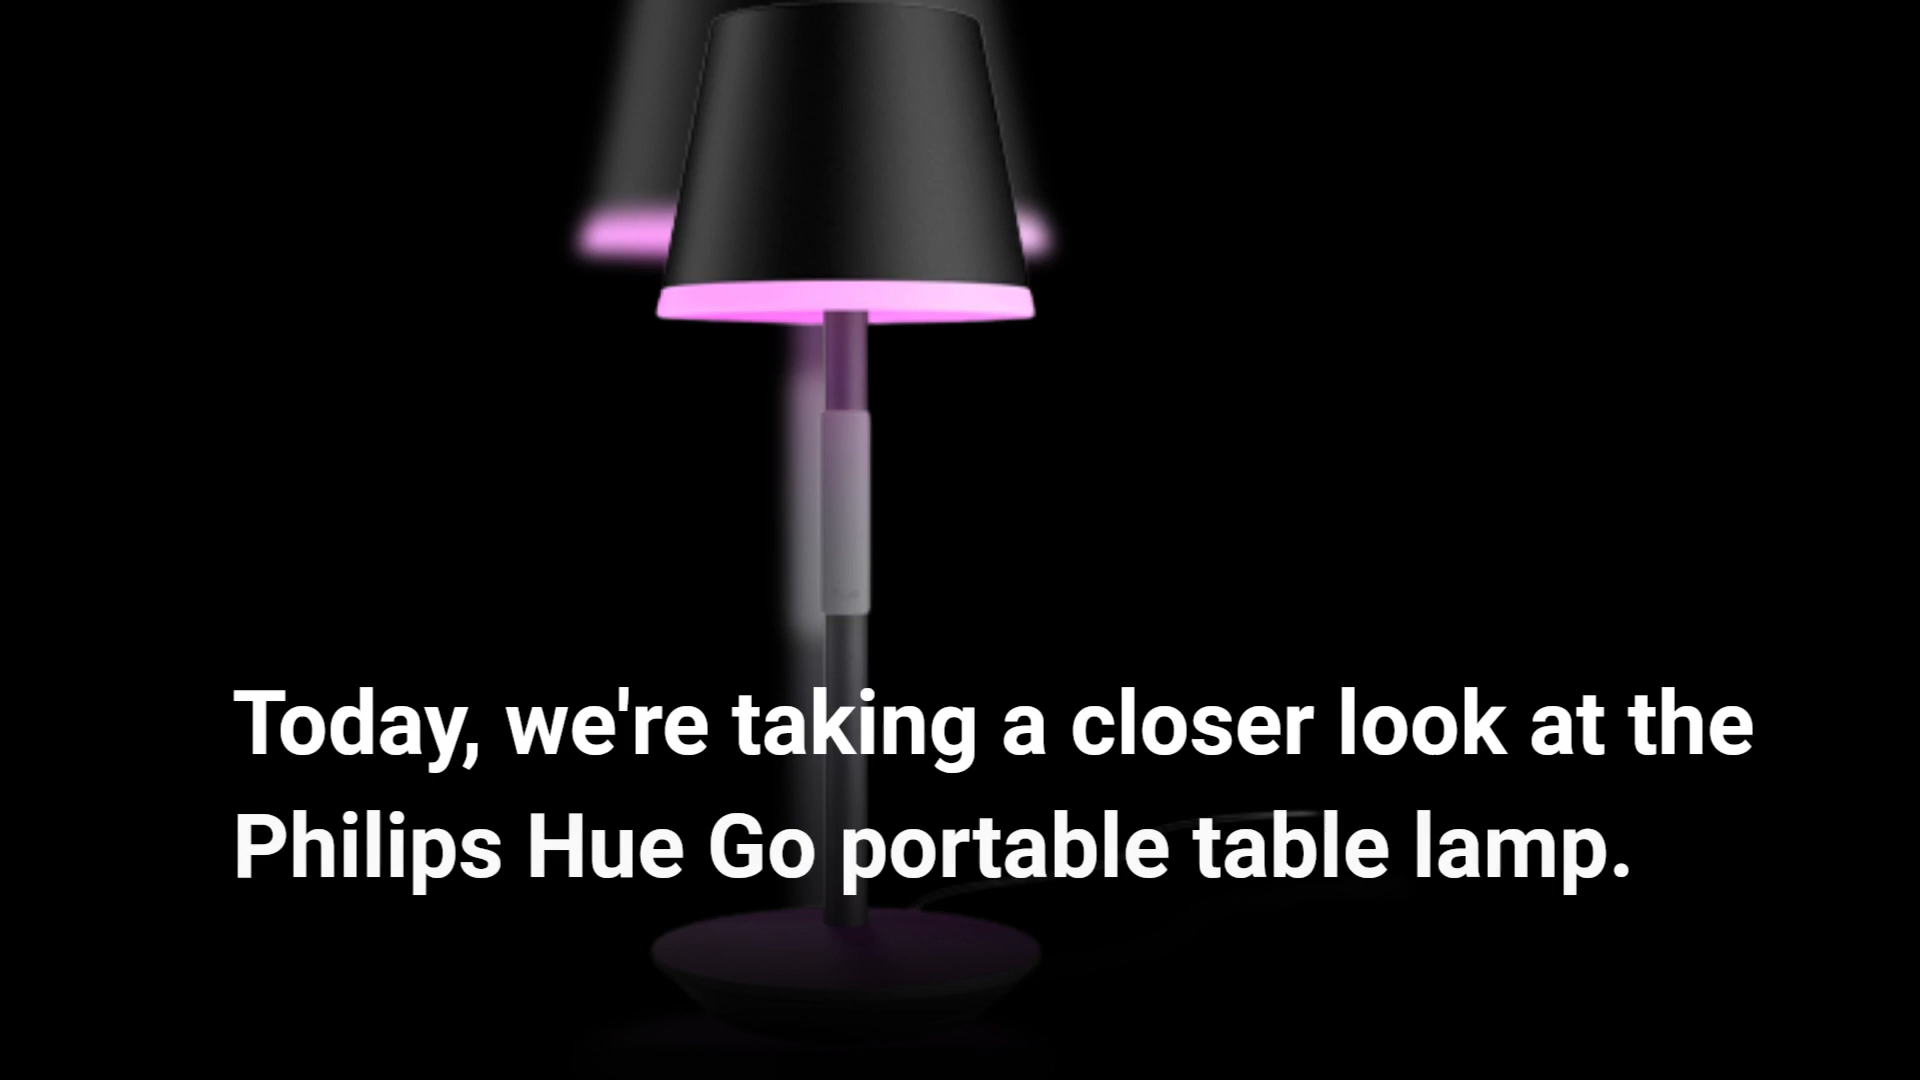 Today, we're taking a closer look at the
Philips Hue Go portable table lamp.